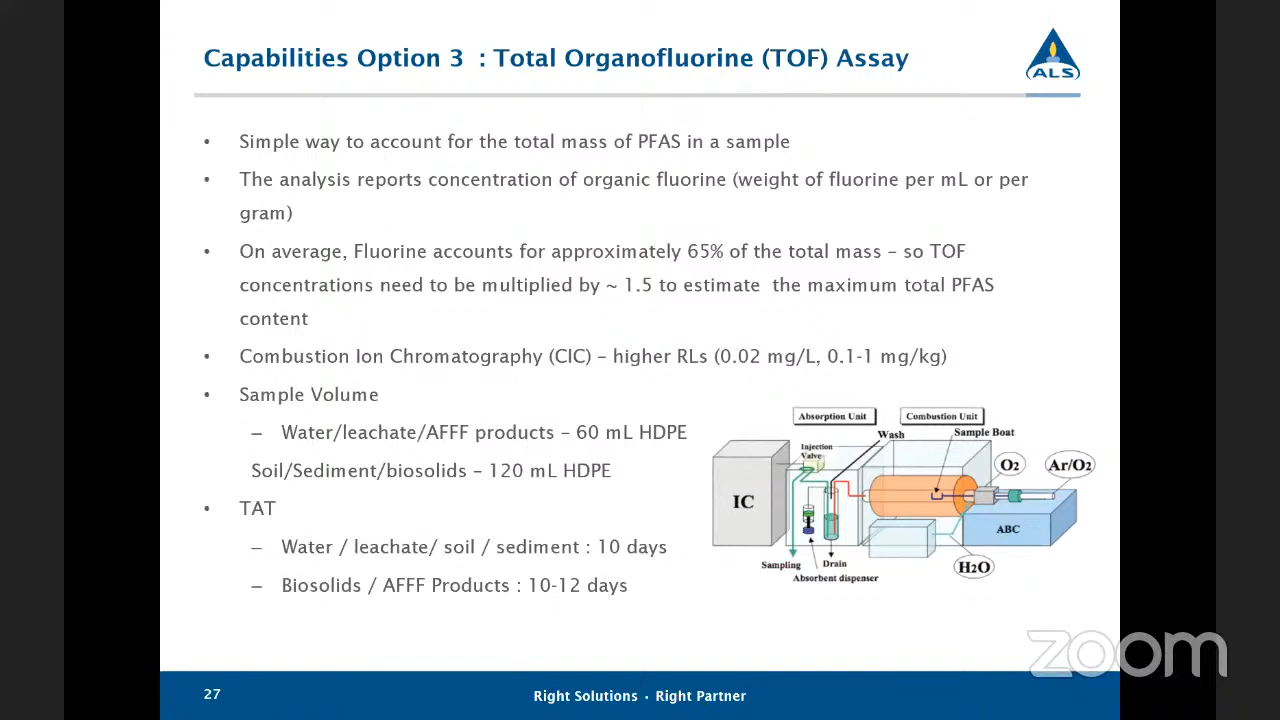 Capabilities Option 3  : Total Organofluorine (TOF) Assay
ALS
• Simple way to account for the total mass of PFAS in a sample
• The analysis reports concentration of organic fluorine (weight of fluorine per mL or per
gram)
• On average, Fluorine accounts for approximately 65% of the total mass – so TOF
concentrations need to be multiplied by ~ 1.5 to estimate  the maximum total PFAS
content
• Combustion Ion Chromatography (CIC) – higher RLs (0.02 mg/L, 0.1-1 mg/kg)
• Sample Volume
– Water/leachate/AFFF products – 60 mL HDPE
Soil/Sediment/biosolids – 120 mL HDPE
• TAT
– Water / leachate/ soil / sediment : 10 days
– Biosolids / AFFF Products : 10-12 days
Absorption Unit
Combustion Unit
Wash
Sample Boat
Injection
Valve
O2
Ar/O2
IC
ABC
Sampling
Drain
H2O
Absorbent dispenser
zoom
27
Right Solutions · Right Partner